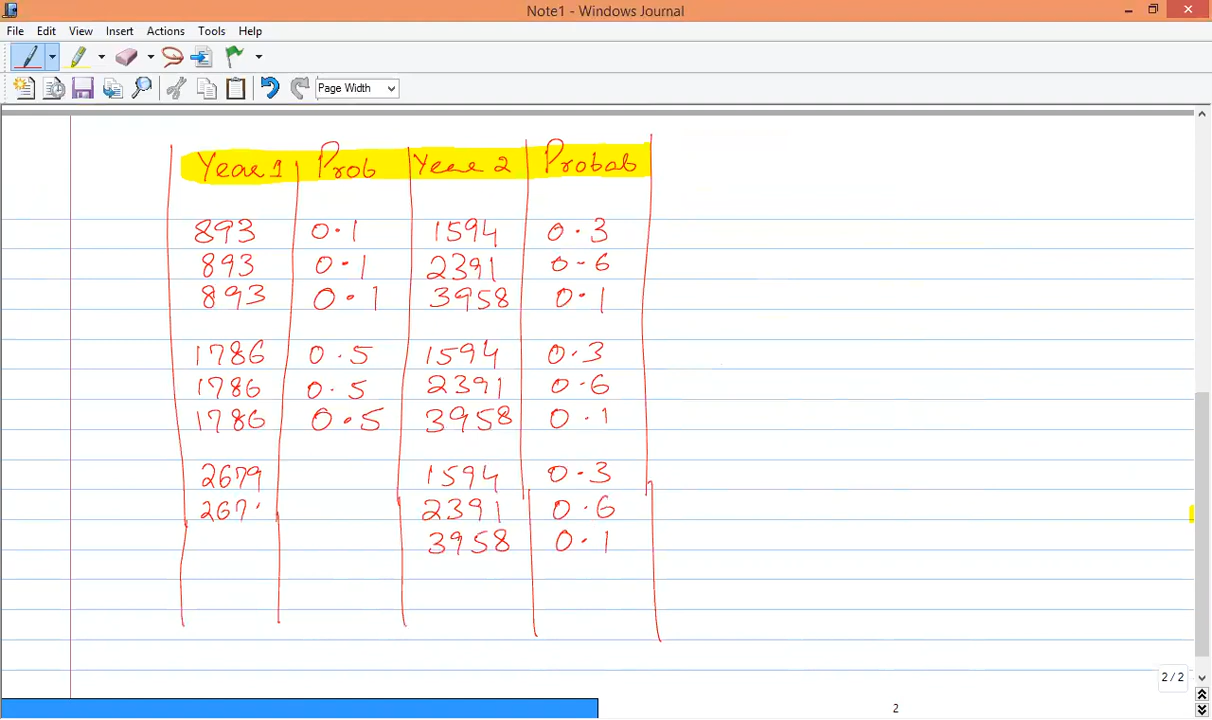 Note1 - Windows Journal
File Edit View Insert Actions Tools Help
Page Width
Year 1 Prob Year 2 Probab
893 0.1 1594 0.3
893 0.1 2391 0.6
893 0.1 3958 0.1
1786 0.5 1594 0.3
1786 0.5 2391 0.6
1786 0.5 3958 0.1
2679 1594 0.3
267 2391 0.6
3958 0.1
2 / 2
2